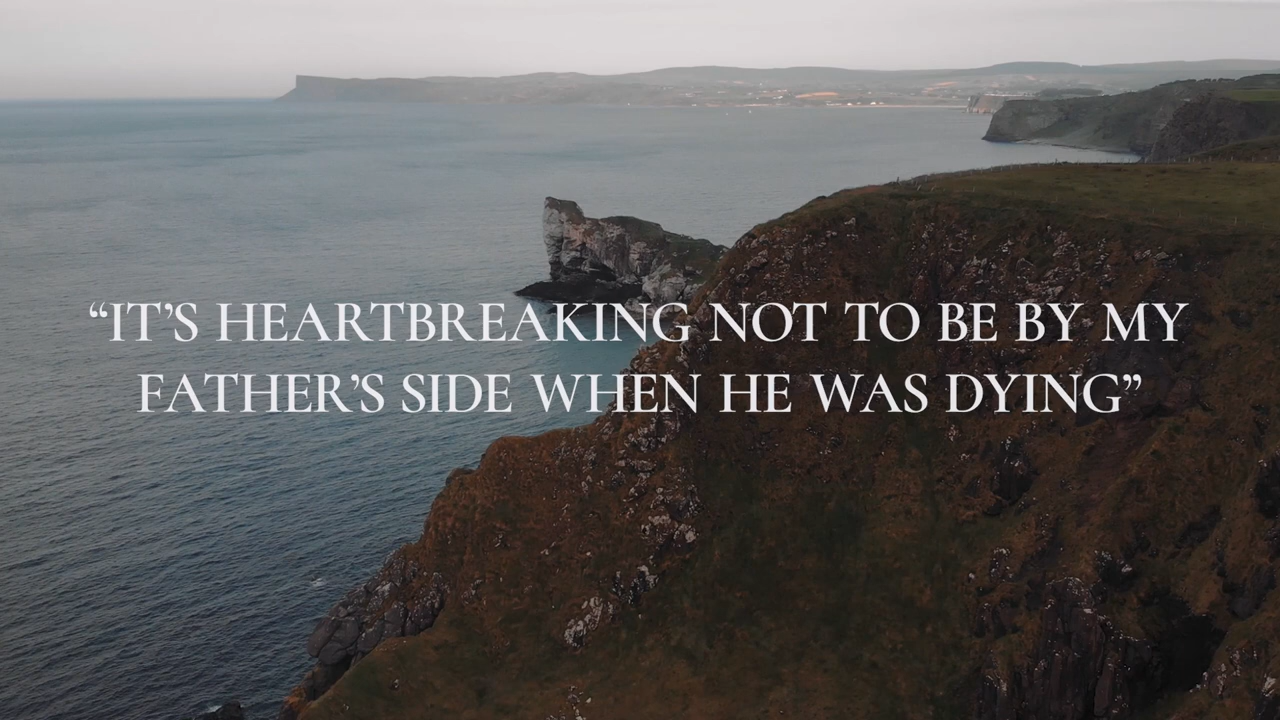 “IT’S HEARTBREAKING NOT TO BE BY MY
FATHER’S SIDE WHEN HE WAS DYING”